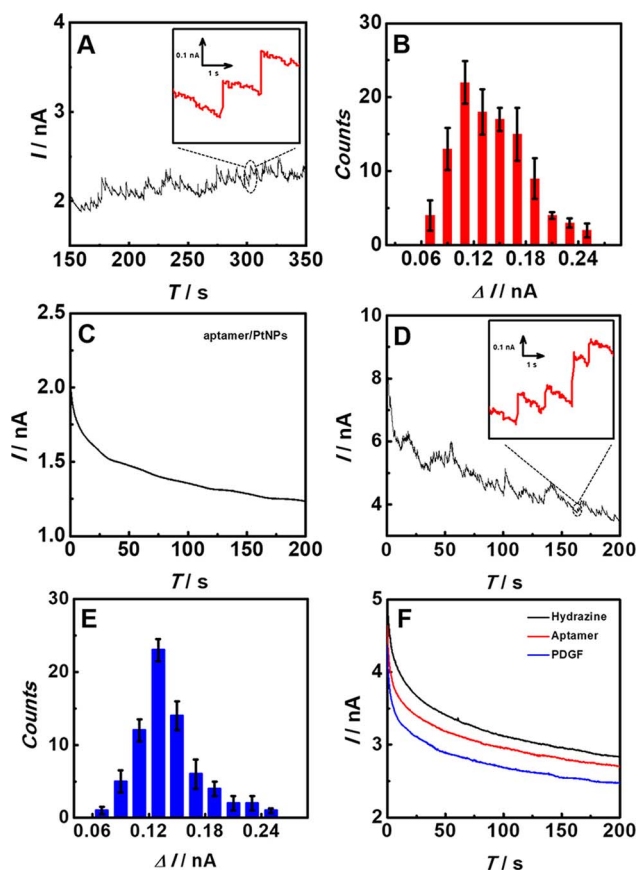 A
0.1 nA
1 s
I / nA
4
3
2
150
200
250
300
350
T / s
B
Counts
30
20
10
0
0.06
0.12
0.18
0.24
Δ I / nA
C
aptamer/PtNPs
I / nA
2.5
2.0
1.5
1.0
0
50
100
150
200
T / s
D
0.1 nA
1 s
I / nA
10
8
6
4
0
50
100
150
200
T / s
E
Counts
30
20
10
0
0.06
0.12
0.18
0.24
Δ I / nA
F
Hydrazine
Aptamer
PDGF
I / nA
5
4
3
2
0
50
100
150
200
T / s